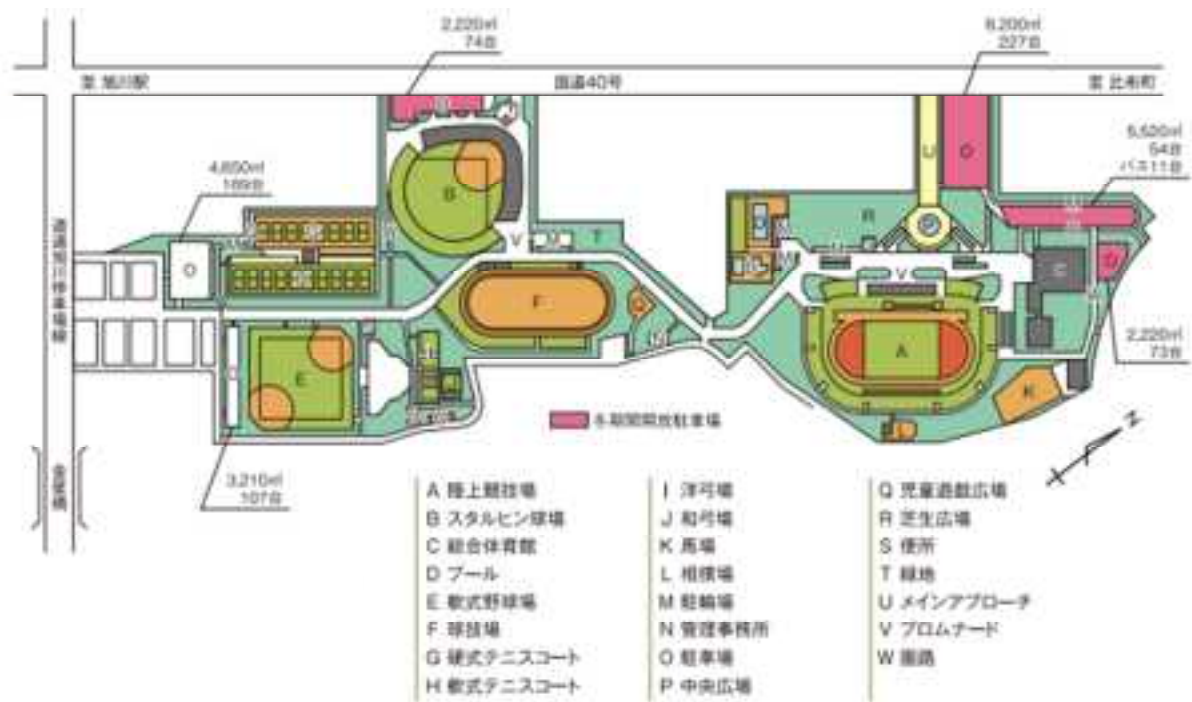 2,220㎡
74台
8,200㎡
227台
至 旭川駅
国道40号
至 比布町
5,520㎡
54台
バス11台
4,650㎡
169台
B
U
O
R
V
M
T
O
F
V
A
E
K
L
2,220㎡
73台
冬期間開放駐車場
N
3,210㎡
107台
金星橋
A 陸上競技場
B スタルヒン球場
C 総合体育館
D プール
E 軟式野球場
F 球技場
G 硬式テニスコート
H 軟式テニスコート
I 洋弓場
J 和弓場
K 馬場
L 相撲場
M 駐輪場
N 管理事務所
O 駐車場
P 中央広場
Q 児童遊戯広場
R 芝生広場
S 便所
T 緑地
U メインアプローチ
V プロムナード
W 園路